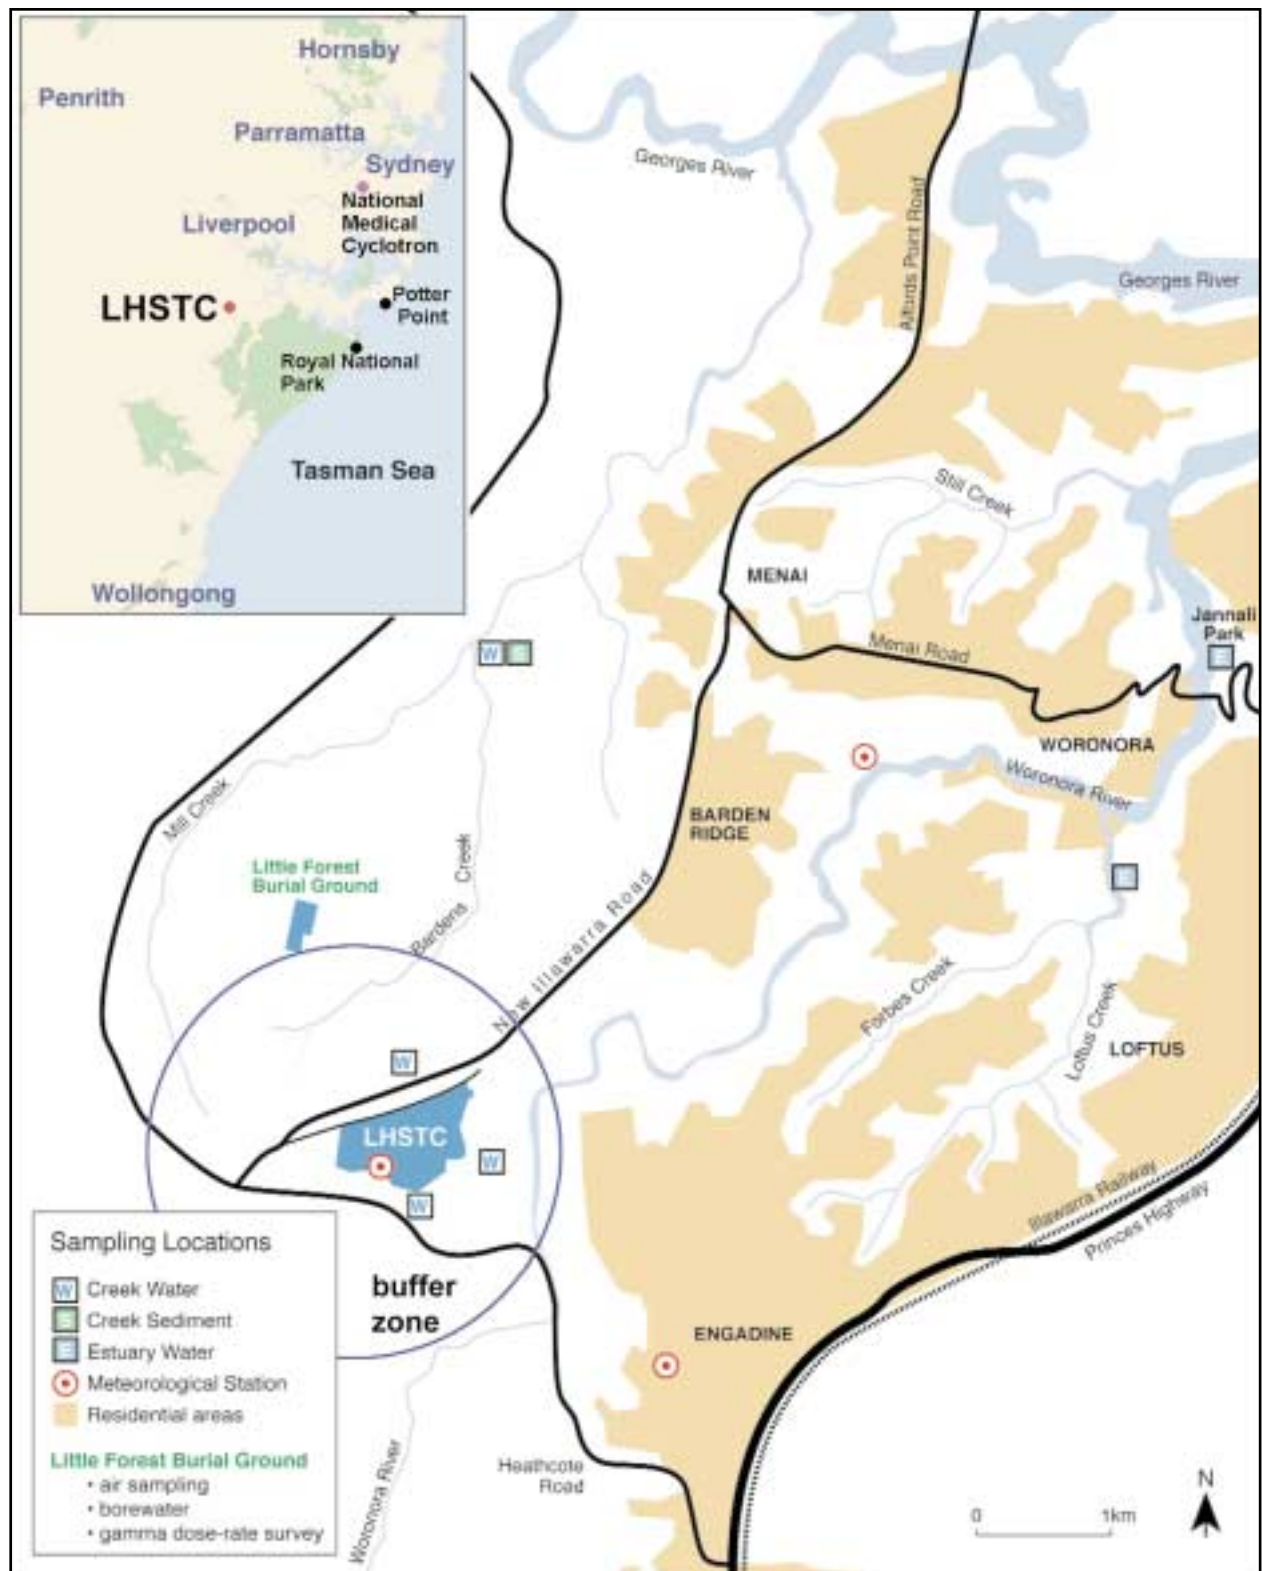 Hornsby
Penrith
Parramatta
Sydney
National
Medical
Cyclotron
Liverpool
LHSTC
Potter
Point
Royal National
Park
Tasman Sea
Wollongong
Georges River
Alfords Point Road
Georges River
Still Creek
MENAI
Jannali
Park
E
Menai Road
W S
WORONORA
Woronora River
Mill Creek
BARDEN
RIDGE
Little Forest
Burial Ground
Bardens Creek
New Illawarra Road
E
Forbes Creek
Loftus Creek
LOFTUS
W
LHSTC
W
W
Illawarra Railway
Princes Highway
buffer
zone
ENGADINE
Sampling Locations
W Creek Water
S Creek Sediment
E Estuary Water
Meteorological Station
Residential areas
Little Forest Burial Ground
• air sampling
• borewater
• gamma dose-rate survey
Woronora River
Heathcote
Road
N
0 1km